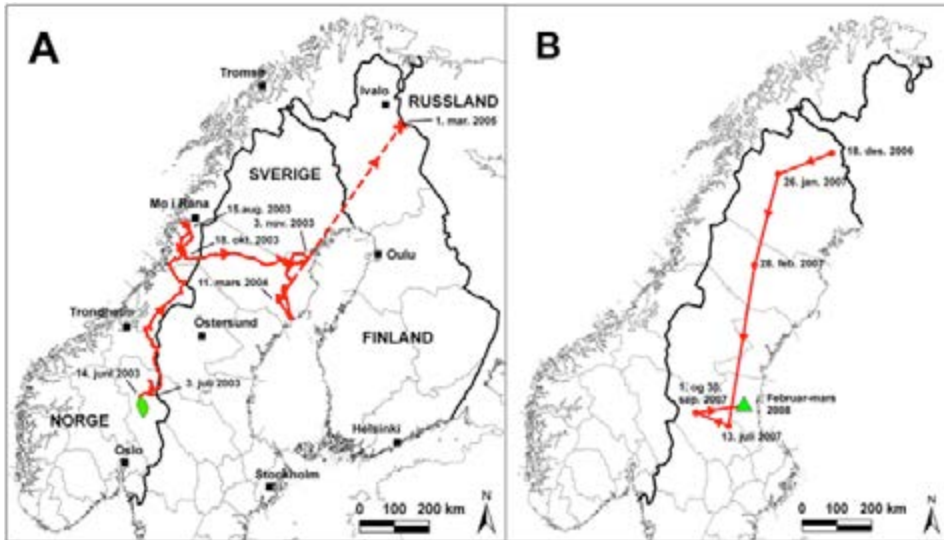 A
Tromsø
Ivalo
RUSSLAND
1. mar. 2005
SVERIGE
Mo i Rana
15.aug. 2003
3. nov. 2003
18. okt. 2003
Oulu
11. mars 2004
Trondheim
Östersund
FINLAND
14. juni 2003
3. juli 2003
NORGE
Helsinki
Oslo
Stockholm
N
0 100 200 km
B
18. des. 2006
26. jan. 2007
28. feb. 2007
1. og 30.
sep. 2007
Februar-mars
2008
13. juli 2007
N
0 100 200 km